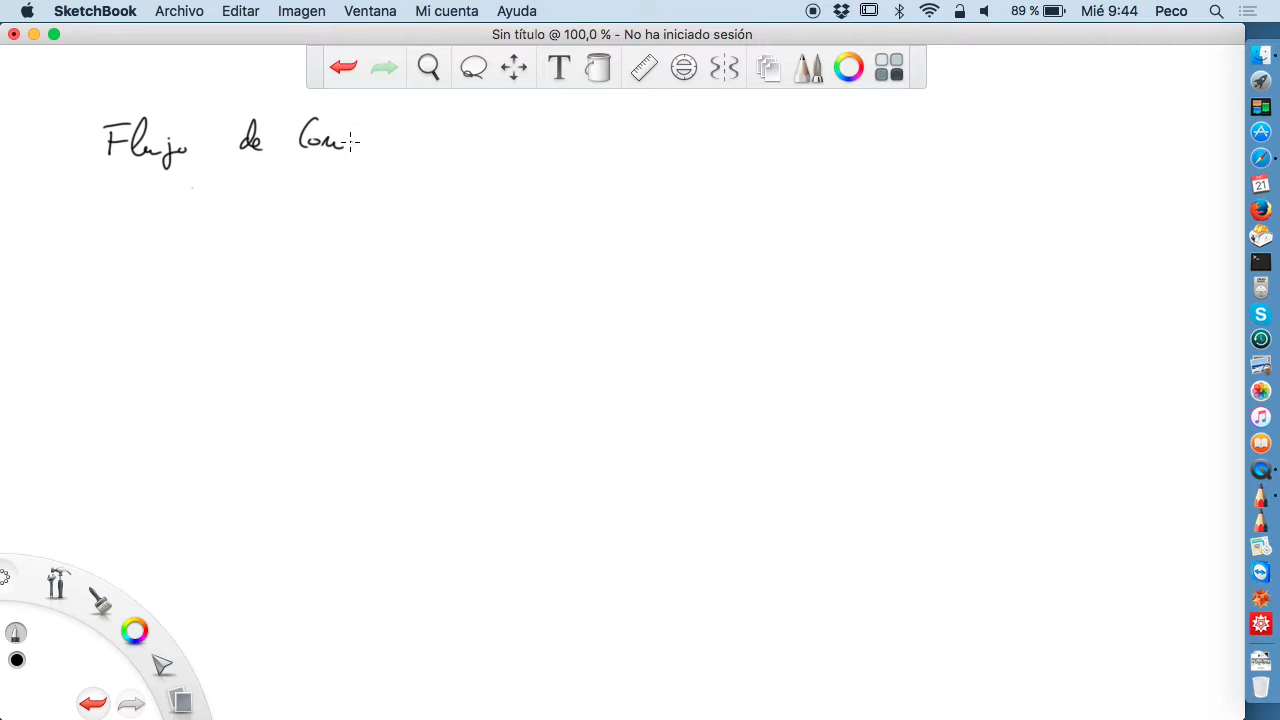 SketchBook Archivo Editar Imagen Ventana Mi cuenta Ayuda 89 % Mié 9:44 Peco
Sin título @ 100,0 % - No ha iniciado sesión
T
Flujo de Con
21
S